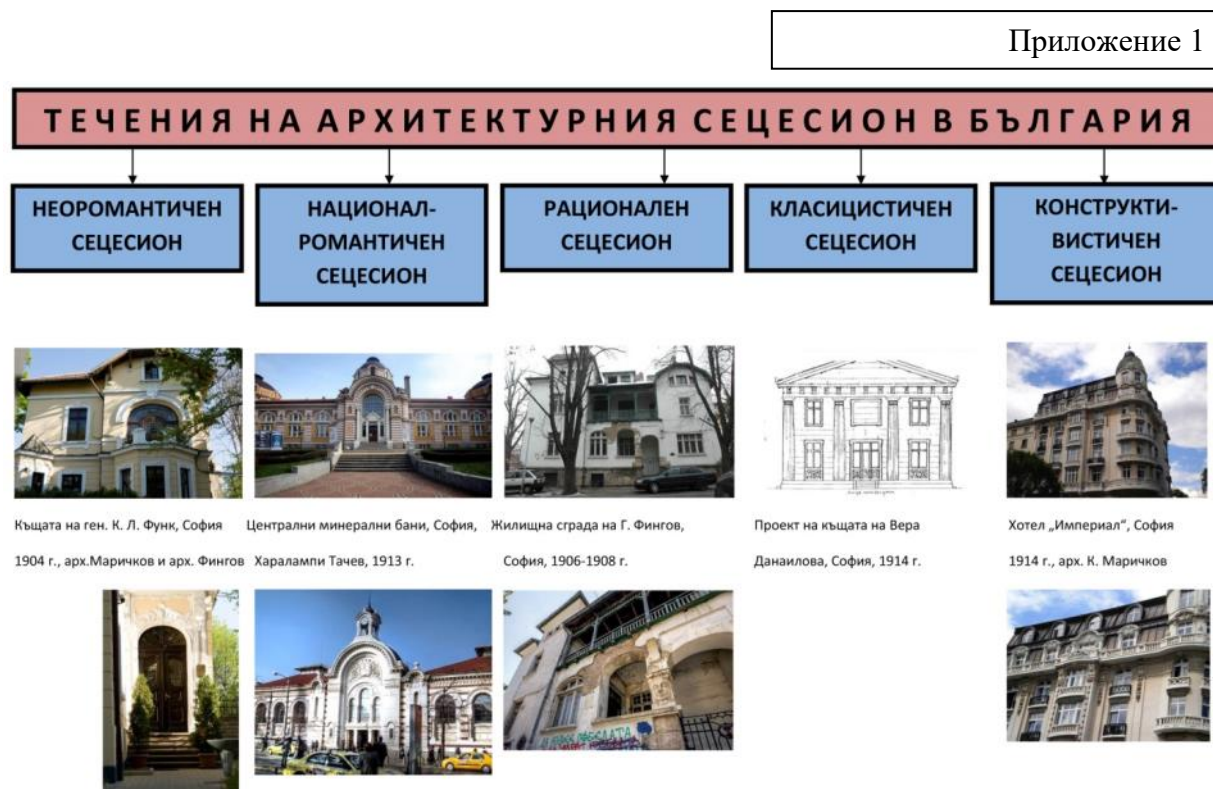 Приложение 1
ТЕЧЕНИЯ НА АРХИТЕКТУРНИЯ СЕЦЕСИОН В БЪЛГАРИЯ
НЕОРОМАНТИЧЕН
СЕЦЕСИОН
НАЦИОНАЛ-
РОМАНТИЧЕН
СЕЦЕСИОН
РАЦИОНАЛЕН
СЕЦЕСИОН
КЛАСИЦИСТИЧЕН
СЕЦЕСИОН
КОНСТРУКТИ-
ВИСТИЧЕН
СЕЦЕСИОН
Къщата на ген. К. Л. Функ, София
1904 г., арх.Маричков и арх. Фингов
Централни минерални бани, София,
Харалампи Тачев, 1913 г.
Жилищна сграда на Г. Фингов,
София, 1906-1908 г.
Проект на къщата на Вера
Данаилова, София, 1914 г.
Хотел „Империал“, София
1914 г., арх. К. Маричков